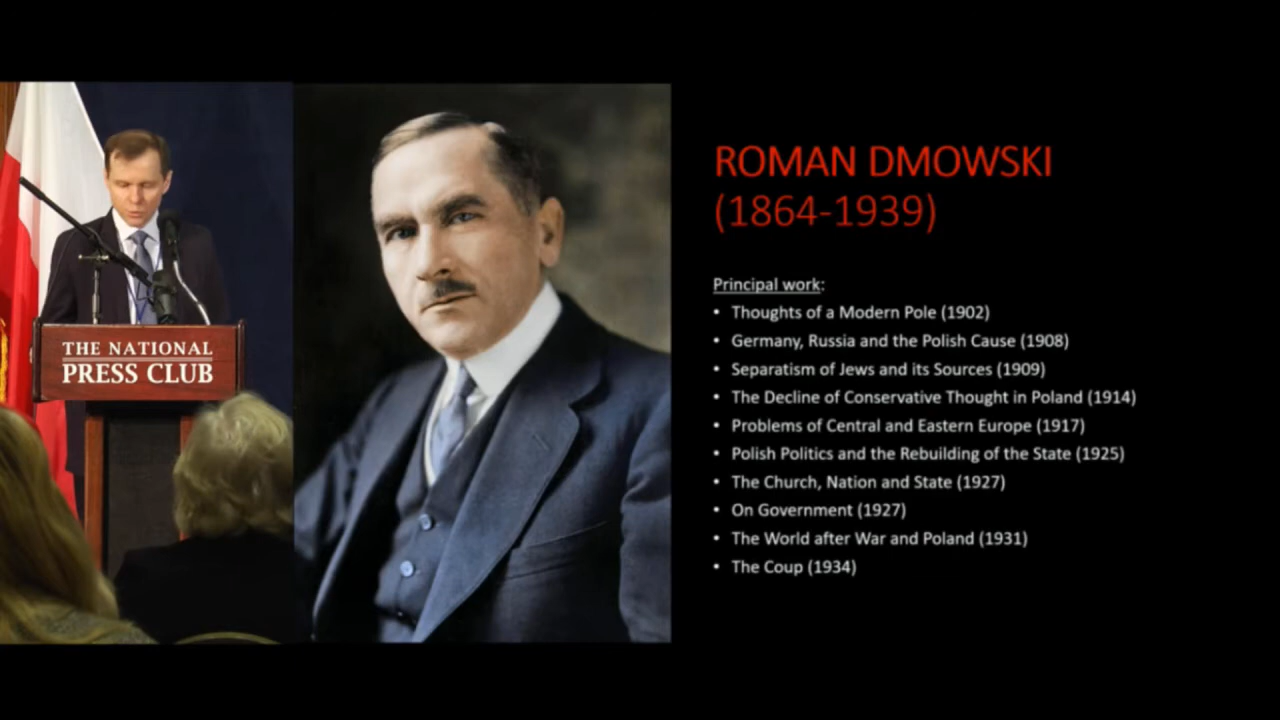 THE NATIONAL
PRESS CLUB
ROMAN DMOWSKI
(1864-1939)
Principal work:
• Thoughts of a Modern Pole (1902)
• Germany, Russia and the Polish Cause (1908)
• Separatism of Jews and its Sources (1909)
• The Decline of Conservative Thought in Poland (1914)
• Problems of Central and Eastern Europe (1917)
• Polish Politics and the Rebuilding of the State (1925)
• The Church, Nation and State (1927)
• On Government (1927)
• The World after War and Poland (1931)
• The Coup (1934)